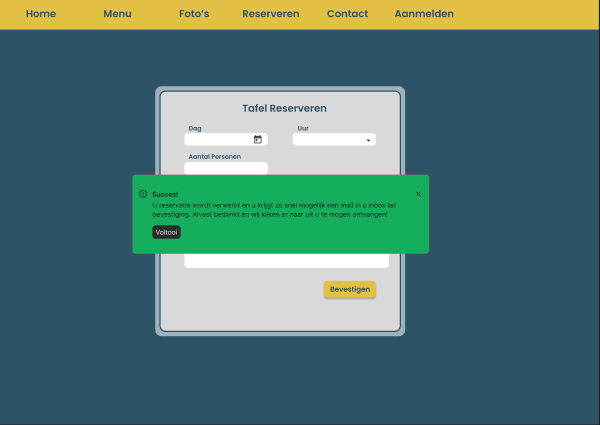 Home Menu Foto's Reserveren Contact Aanmelden
Tafel Reserveren
Dag Uur
Aantal Personen
Succes!
U reservatie wordt verwerkt en u krijgt zo snel mogelijk een mail in u inbox ter
bevestiging. Alvast bedankt en wij kijken er naar uit u te mogen ontvangen!
Voltooi
Bevestigen